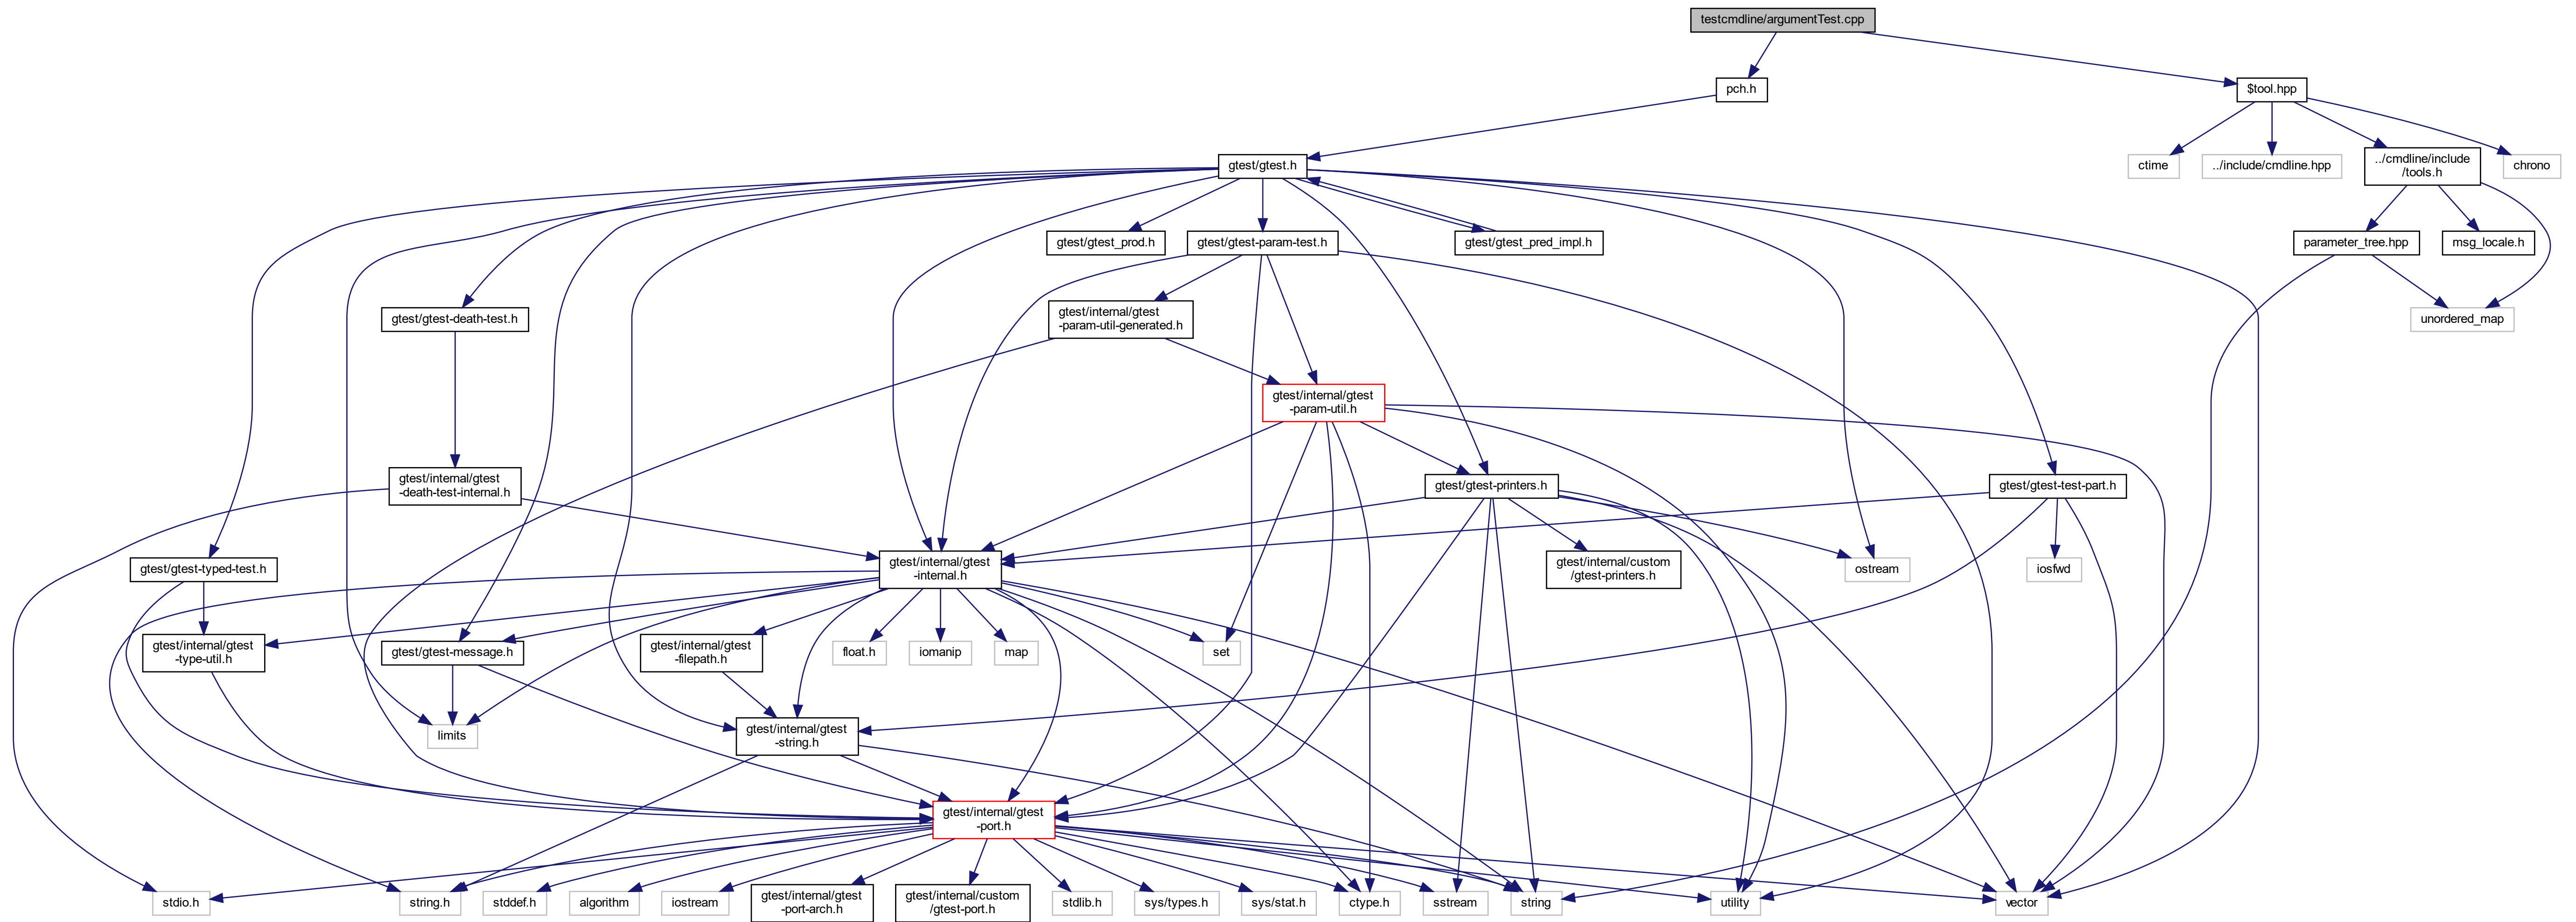 testcmdline/argumentTest.cpp
pch.h
$tool.hpp
gtest/gtest.h
ctime
../include/cmdline.hpp
../cmdline/include
/tools.h
chrono
gtest/gtest_prod.h
gtest/gtest-param-test.h
gtest/gtest_pred_impl.h
parameter_tree.hpp
msg_locale.h
gtest/gtest-death-test.h
gtest/internal/gtest
-param-util-generated.h
unordered_map
gtest/internal/gtest
-param-util.h
gtest/internal/gtest
-death-test-internal.h
gtest/gtest-printers.h
gtest/gtest-test-part.h
gtest/gtest-typed-test.h
gtest/internal/gtest
-internal.h
gtest/internal/custom
/gtest-printers.h
ostream
iosfwd
gtest/internal/gtest
-type-util.h
gtest/gtest-message.h
gtest/internal/gtest
-filepath.h
float.h
iomanip
map
set
limits
gtest/internal/gtest
-string.h
gtest/internal/gtest
-port.h
stdio.h
string.h
stddef.h
algorithm
iostream
gtest/internal/gtest
-port-arch.h
gtest/internal/custom
/gtest-port.h
stdlib.h
sys/types.h
sys/stat.h
ctype.h
sstream
string
utility
vector